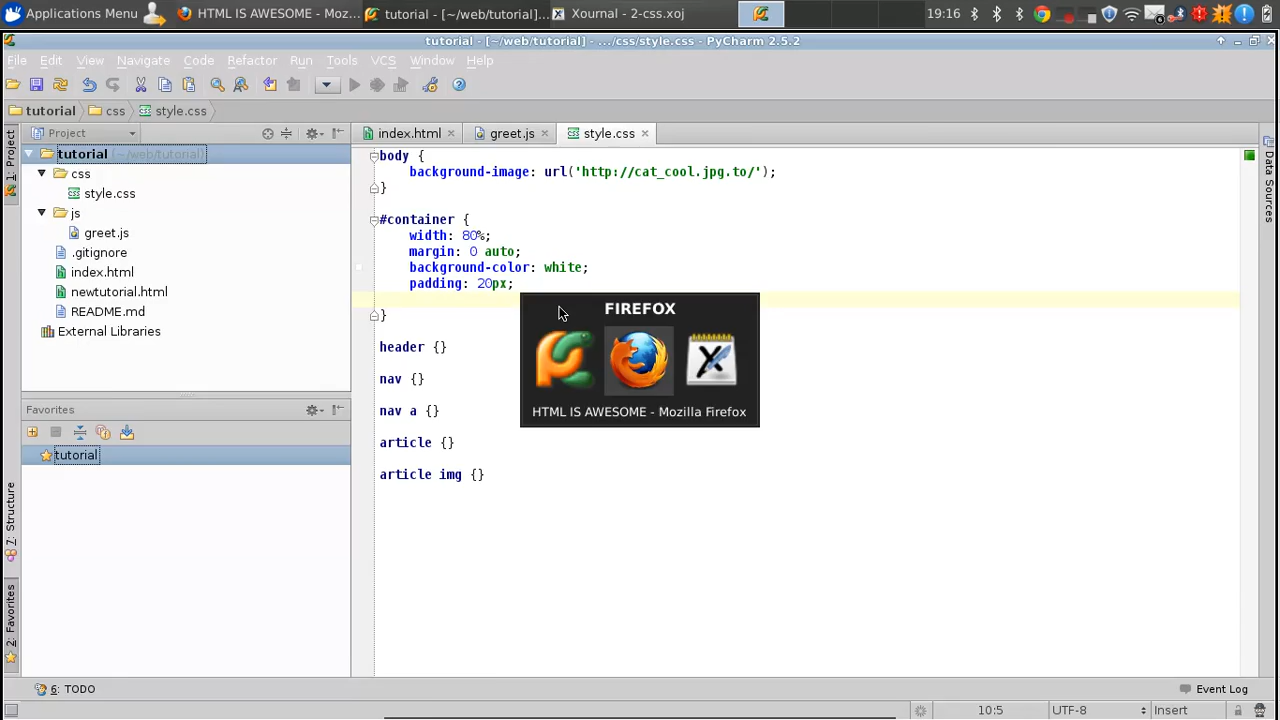 Applications Menu
HTML IS AWESOME - Moz...
tutorial - [~/web/tutorial]...
Xournal - 2-css.xoj
19:16
tutorial - [~/web/tutorial] - .../css/style.css - PyCharm 2.5.2
File Edit View Navigate Code Refactor Run Tools VCS Window Help
tutorial css style.css
1: Project
Project
index.html greet.js style.css
tutorial (~/web/tutorial)
css
style.css
js
greet.js
.gitignore
index.html
newtutorial.html
README.md
External Libraries
Favorites
tutorial
7: Structure
2: Favorites
body {
background-image: url('http://cat_cool.jpg.to/');
}
#container {
width: 80%;
margin: 0 auto;
background-color: white;
padding: 20px;
}
header {}
nav {}
nav a {}
article {}
article img {}
FIREFOX
HTML IS AWESOME - Mozilla Firefox
Data Sources
6: TODO
Event Log
10:5 UTF-8 Insert